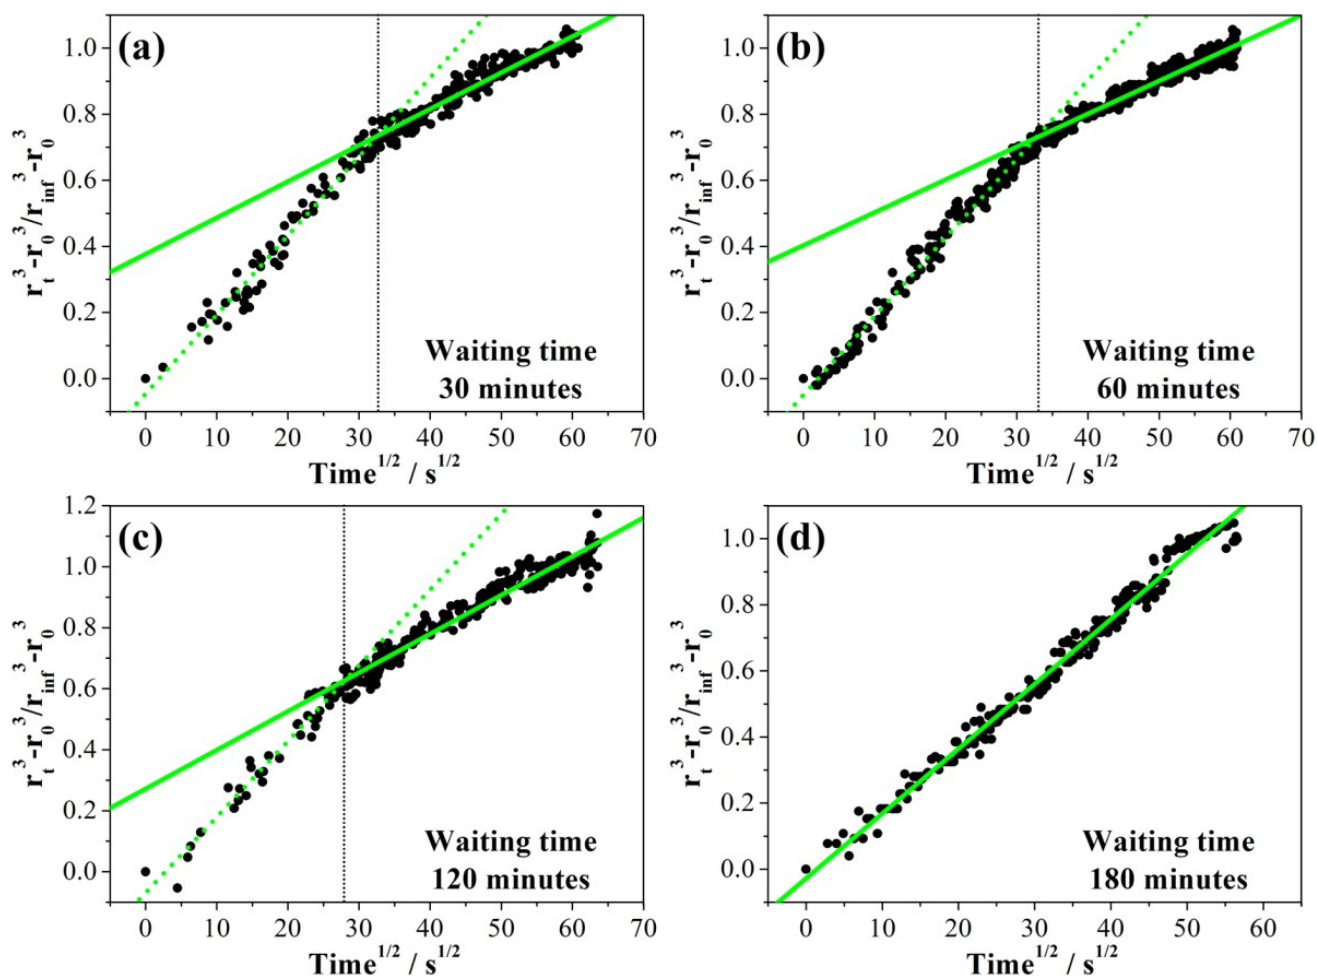 (a)
r_t^3-r_0^3/r_inf^3-r_0^3
1.0
0.8
0.6
0.4
0.2
0.0
Waiting time
30 minutes
0 10 20 30 40 50 60 70
Time^1/2 / s^1/2
(b)
r_t^3-r_0^3/r_inf^3-r_0^3
1.0
0.8
0.6
0.4
0.2
0.0
Waiting time
60 minutes
0 10 20 30 40 50 60 70
Time^1/2 / s^1/2
(c)
r_t^3-r_0^3/r_inf^3-r_0^3
1.2
1.0
0.8
0.6
0.4
0.2
0.0
Waiting time
120 minutes
0 10 20 30 40 50 60 70
Time^1/2 / s^1/2
(d)
r_t^3-r_0^3/r_inf^3-r_0^3
1.0
0.8
0.6
0.4
0.2
0.0
Waiting time
180 minutes
0 10 20 30 40 50 60
Time^1/2 / s^1/2